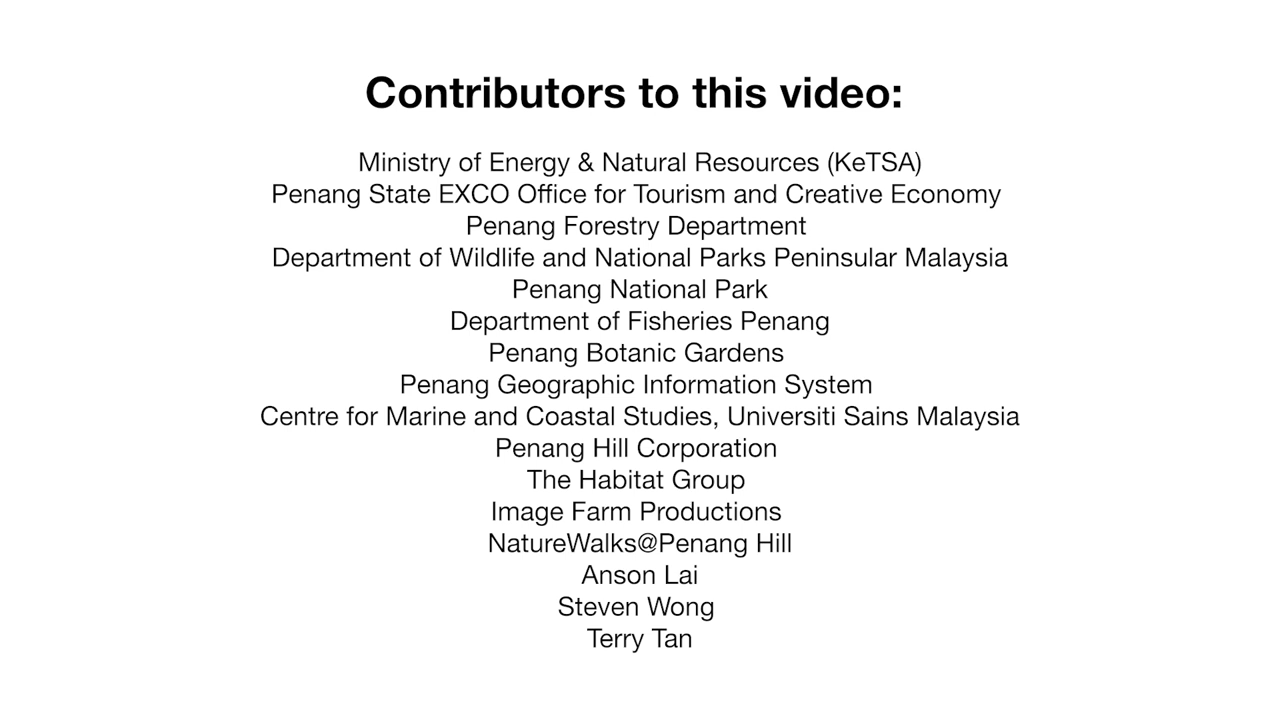 Contributors to this video:
Ministry of Energy & Natural Resources (KeTSA)
Penang State EXCO Office for Tourism and Creative Economy
Penang Forestry Department
Department of Wildlife and National Parks Peninsular Malaysia
Penang National Park
Department of Fisheries Penang
Penang Botanic Gardens
Penang Geographic Information System
Centre for Marine and Coastal Studies, Universiti Sains Malaysia
Penang Hill Corporation
The Habitat Group
Image Farm Productions
NatureWalks@Penang Hill
Anson Lai
Steven Wong
Terry Tan